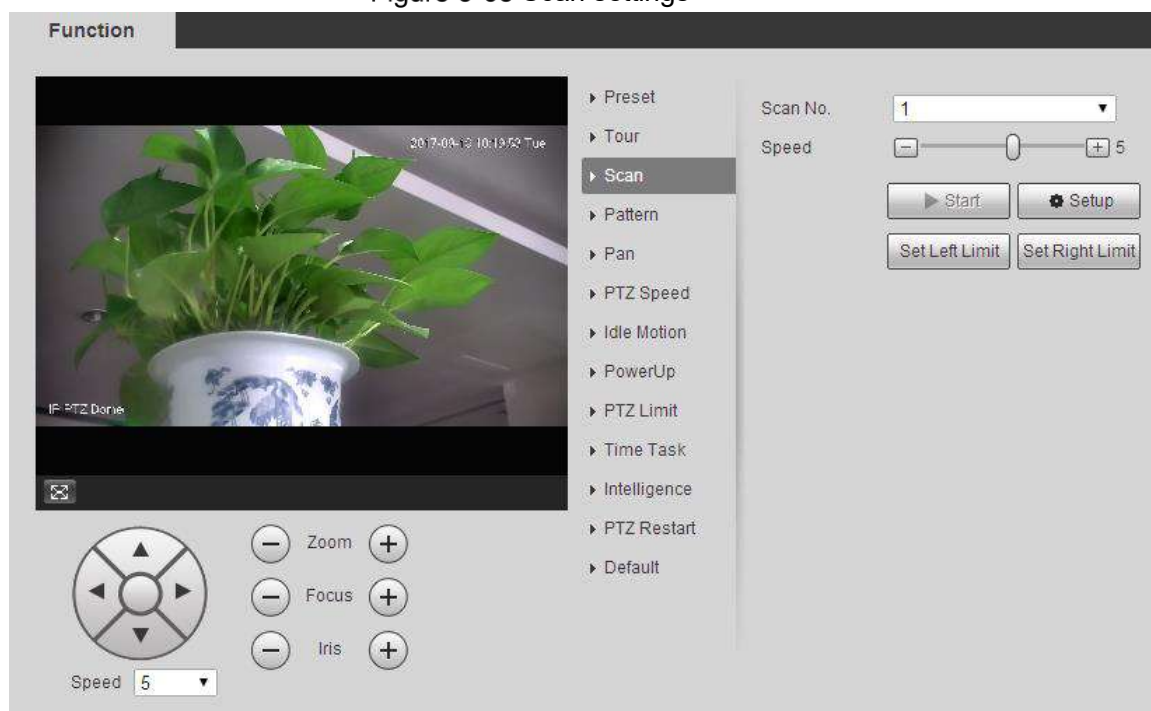 Function
Preset
Tour
Scan
Pattern
Pan
PTZ Speed
Idle Motion
PowerUp
PTZ Limit
Time Task
Intelligence
PTZ Restart
Default
Scan No. 1
Speed 5
Start Setup
Set Left Limit Set Right Limit
Tue
IP PTZ Dome
Zoom
Focus
Iris
Speed 5